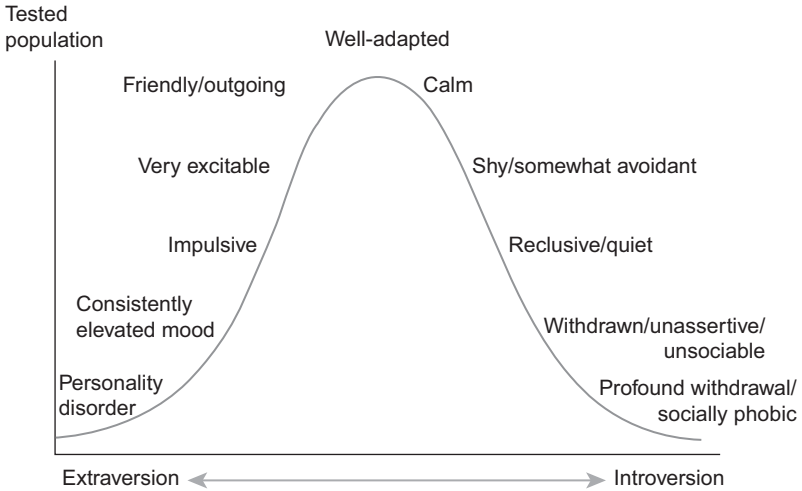 Tested
population
Well-adapted
Friendly/outgoing
Calm
Very excitable
Shy/somewhat avoidant
Impulsive
Reclusive/quiet
Consistently
elevated mood
Withdrawn/unassertive/
unsociable
Personality
disorder
Profound withdrawal/
socially phobic
Extraversion
Introversion